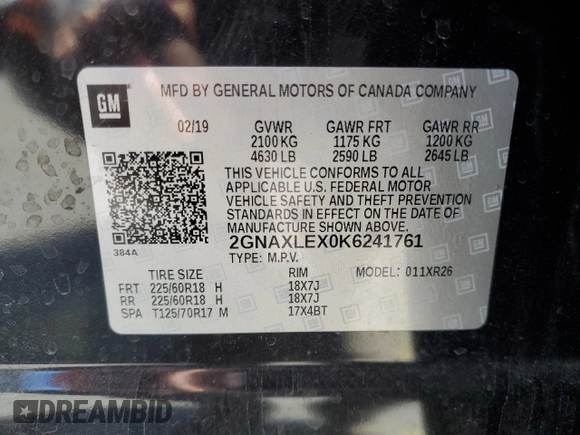 GM
MFD BY GENERAL MOTORS OF CANADA COMPANY
02/19 GVWR GAWR FRT GAWR RR
2100 KG 1175 KG 1200 KG
4630 LB 2590 LB 2645 LB
THIS VEHICLE CONFORMS TO ALL
APPLICABLE U.S. FEDERAL MOTOR
VEHICLE SAFETY AND THEFT PREVENTION
STANDARDS IN EFFECT ON THE DATE OF
MANUFACTURE SHOWN ABOVE.
384A 2GNAXLEX0K6241761
TYPE: M.P.V. MODEL: 011XR26
TIRE SIZE RIM
FRT 225/60R18 H 18X7J
RR 225/60R18 H 18X7J
SPA T125/70R17 M 17X4BT
DREAMBID